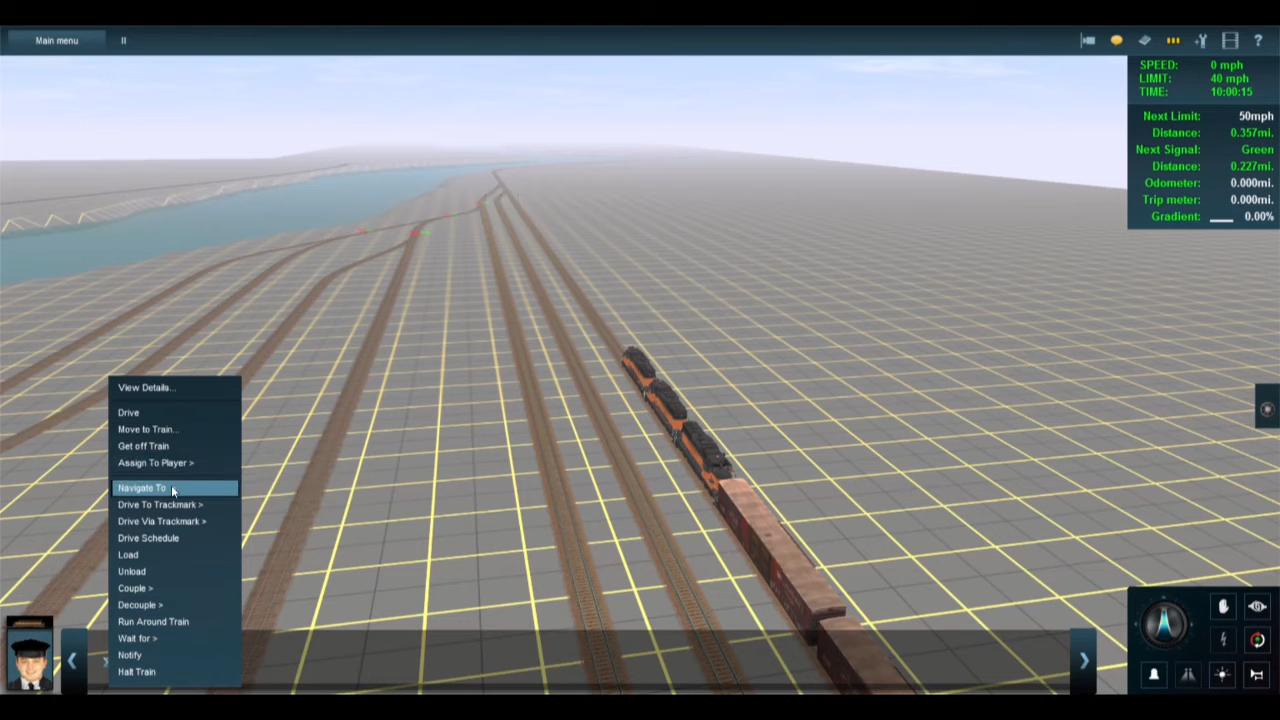 Main menu
SPEED: 0 mph
LIMIT: 40 mph
TIME: 10:00:15
Next Limit: 50mph
Distance: 0.357mi.
Next Signal: Green
Distance: 0.227mi.
Odometer: 0.000mi.
Trip meter: 0.000mi.
Gradient: 0.00%
View Details...
Drive
Move to Train...
Get off Train
Assign To Player >
Navigate To
Drive To Trackmark >
Drive Via Trackmark >
Drive Schedule
Load
Unload
Couple >
Decouple >
Run Around Train
Wait for >
Notify
Halt Train